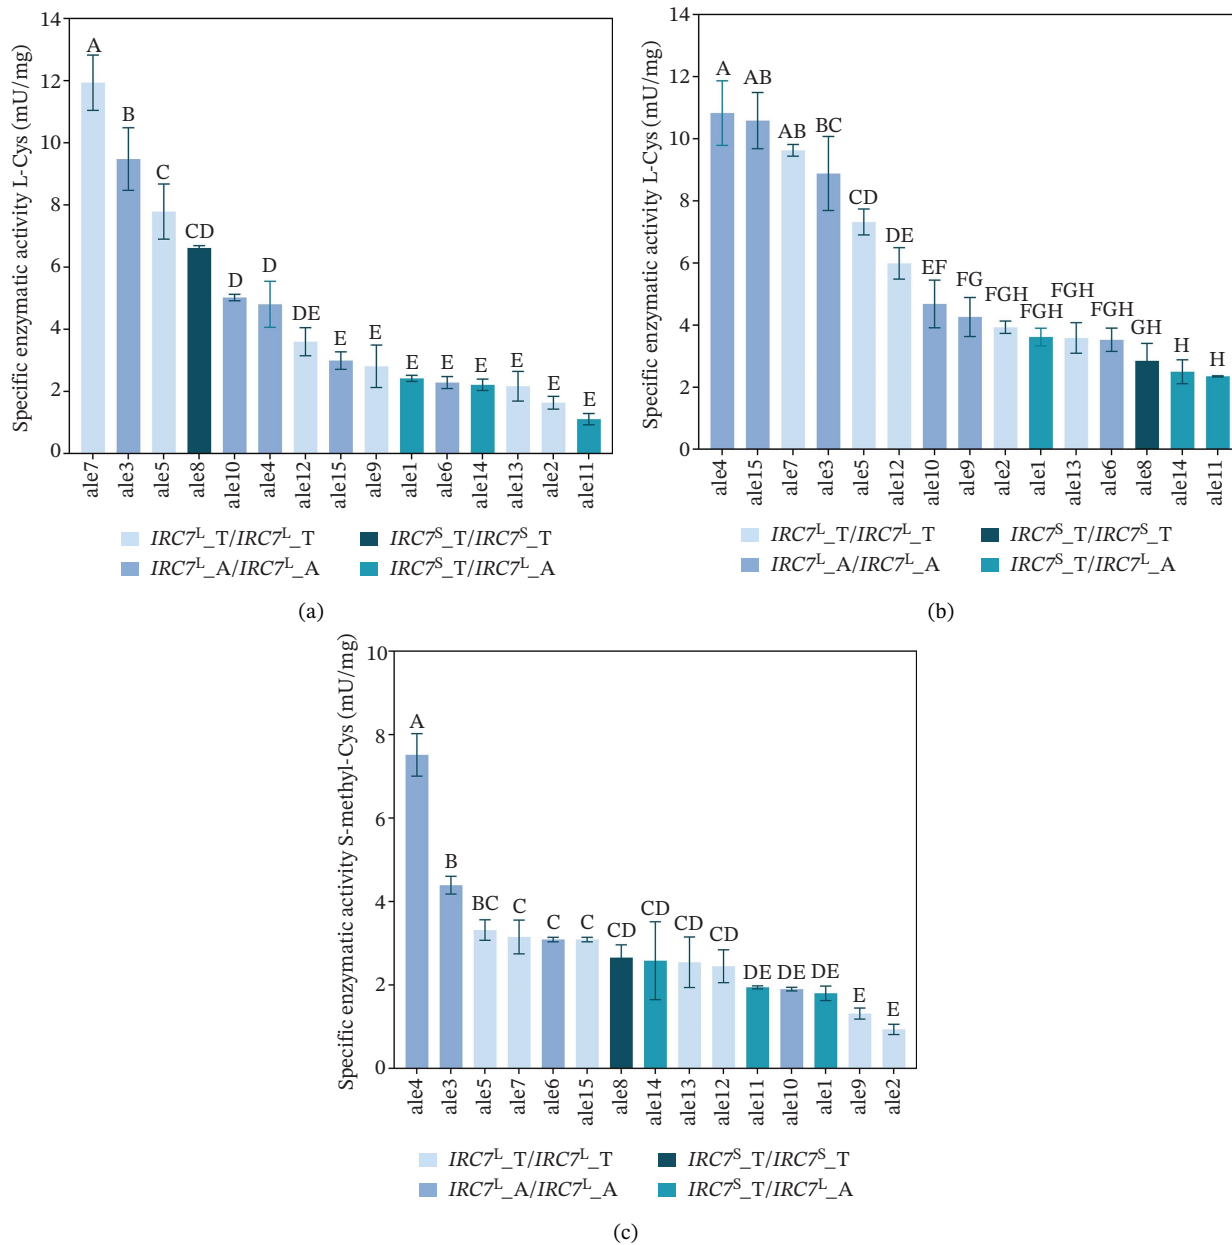 Specific enzymatic activity L-Cys (mU/mg)
14
12
10
8
6
4
2
0
A
B
C
CD
D
D
DE
E
E
E
E
E
E
E
E
ale7 ale3 ale5 ale8 ale10 ale4 ale12 ale15 ale9 ale1 ale6 ale14 ale13 ale2 ale11
IRC7ᴸ_T/IRC7ᴸ_T IRC7ˢ_T/IRC7ˢ_T
IRC7ᴸ_A/IRC7ᴸ_A IRC7ˢ_T/IRC7ᴸ_A
(a)
Specific enzymatic activity L-Cys (mU/mg)
14
12
10
8
6
4
2
0
A
AB
AB
BC
CD
DE
EF
FG
FGH
FGH
FGH
FGH
GH
H
H
ale4 ale15 ale7 ale3 ale5 ale12 ale10 ale9 ale2 ale1 ale13 ale6 ale8 ale14 ale11
IRC7ᴸ_T/IRC7ᴸ_T IRC7ˢ_T/IRC7ˢ_T
IRC7ᴸ_A/IRC7ᴸ_A IRC7ˢ_T/IRC7ᴸ_A
(b)
Specific enzymatic activity S-methyl-Cys (mU/mg)
10
8
6
4
2
0
A
B
BC
C
C
C
CD
CD
CD
CD
DE
DE
DE
E
E
ale4 ale3 ale5 ale7 ale6 ale15 ale8 ale14 ale13 ale12 ale11 ale10 ale1 ale9 ale2
IRC7ᴸ_T/IRC7ᴸ_T IRC7ˢ_T/IRC7ˢ_T
IRC7ᴸ_A/IRC7ᴸ_A IRC7ˢ_T/IRC7ᴸ_A
(c)